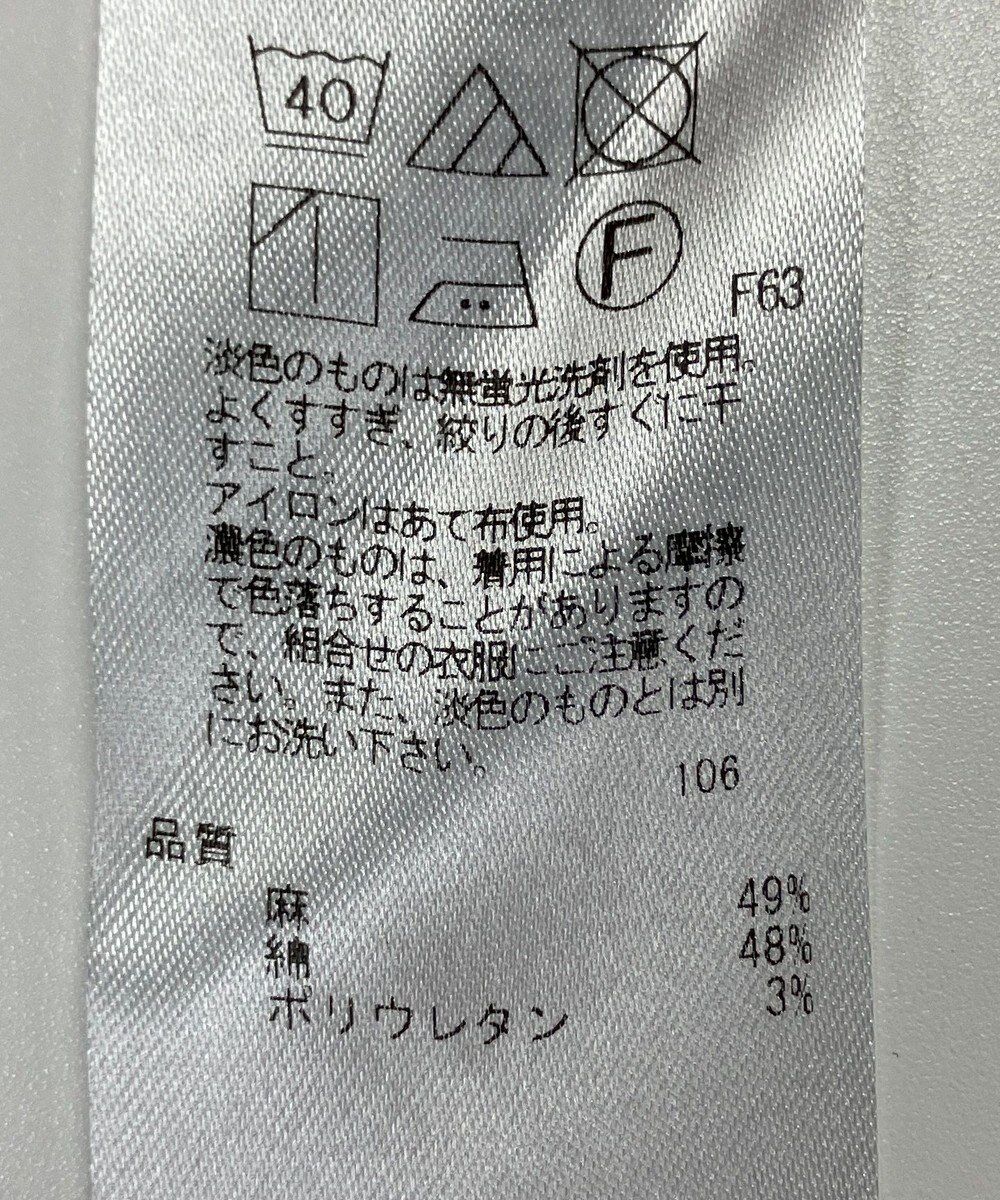 40
F
F63
淡色のものは無蛍光洗剤を使用。
よくすすぎ、絞りの後すぐに干
すこと。
アイロンはあて布使用。
濃色のものは、着用による摩擦
で色落ちすることがありますの
で、組合せの衣服にご注意くだ
さい。また、淡色のものとは別
にお洗い下さい。
106
品質
麻 49%
綿 48%
ポリウレタン 3%